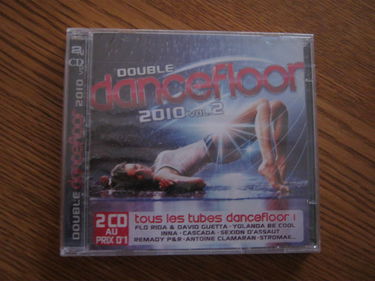 DOUBLE
dancefloor
2010 VOL.2
2 CD
AU
PRIX D'1
tous les tubes dancefloor !
FLO RIDA & DAVID GUETTA - YOLANDA BE COOL
INNA - CASCADA - SEXION D'ASSAUT
REMADY P&R - ANTOINE CLAMARAN - STROMAE...
2
CD
DOUBLE dancefloor 2010